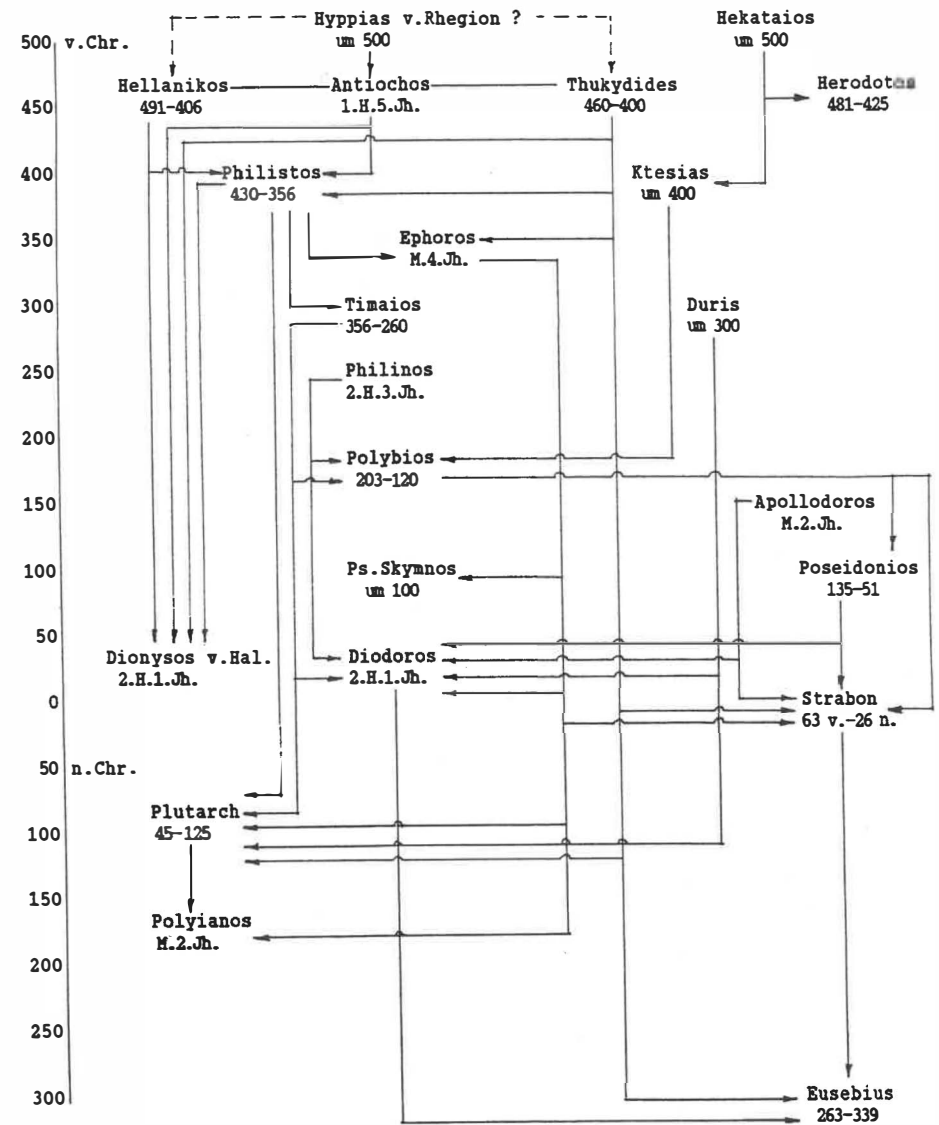 Hyppias v.Rhegion ?
um 500
Hekataios
um 500
500 v.Chr.
Hellanikos
491-406
Antiochos
1.H.5.Jh.
Thukydides
460-400
Herodotos
481-425
450
400
Philistos
430-356
Ktesias
um 400
350
Ephoros
M.4.Jh.
300
Timaios
356-260
Duris
um 300
250
Philinos
2.H.3.Jh.
200
Polybios
203-120
150
Apollodoros
M.2.Jh.
100
Ps.Skymnos
um 100
Poseidonios
135-51
50
Dionysos v.Hal.
2.H.1.Jh.
Diodoros
2.H.1.Jh.
0
Strabon
63 v.-26 n.
50 n.Chr.
Plutarch
45-125
100
150
Polyianos
M.2.Jh.
200
250
300
Eusebius
263-339